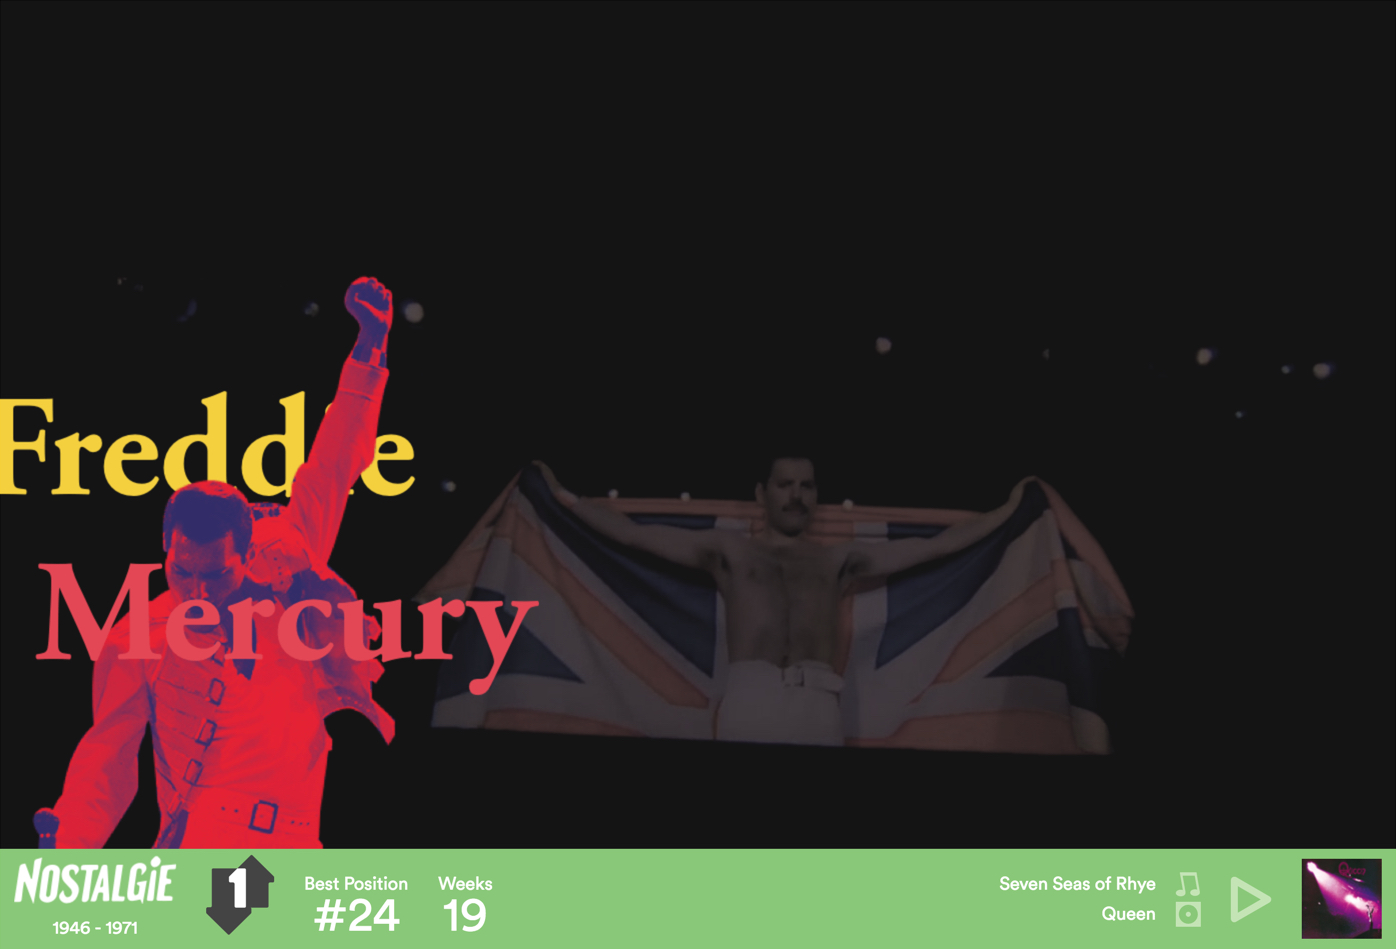 Freddie
Mercury
NOSTALGiE
1946 - 1971
1
Best Position
#24
Weeks
19
Seven Seas of Rhye
Queen